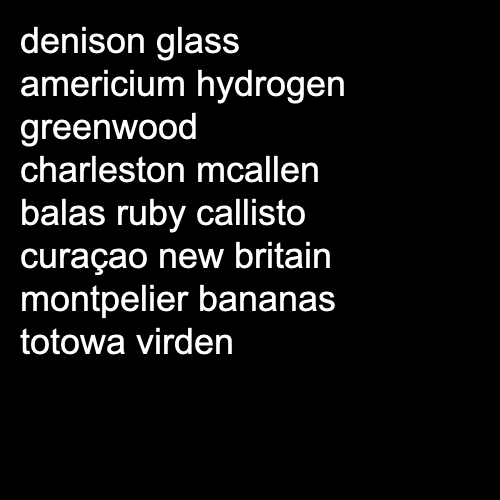 denison glass
americium hydrogen
greenwood
charleston mcallen
balas ruby callisto
curaçao new britain
montpelier bananas
totowa virden